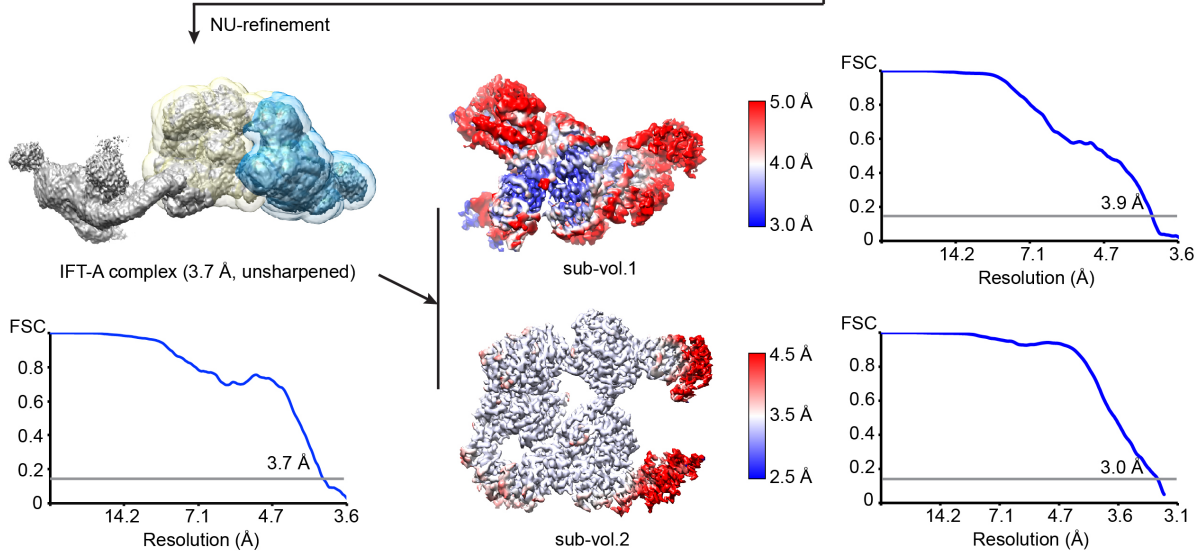 NU-refinement
IFT-A complex (3.7 Å, unsharpened)
5.0 Å
4.0 Å
3.0 Å
sub-vol.1
FSC
0.8
0.6
0.4
0.2
0
3.9 Å
14.2 7.1 4.7 3.6
Resolution (Å)
FSC
0.8
0.6
0.4
0.2
0
3.7 Å
14.2 7.1 4.7 3.6
Resolution (Å)
4.5 Å
3.5 Å
2.5 Å
sub-vol.2
FSC
0.8
0.6
0.4
0.2
0
3.0 Å
14.2 7.1 4.7 3.6 3.1
Resolution (Å)